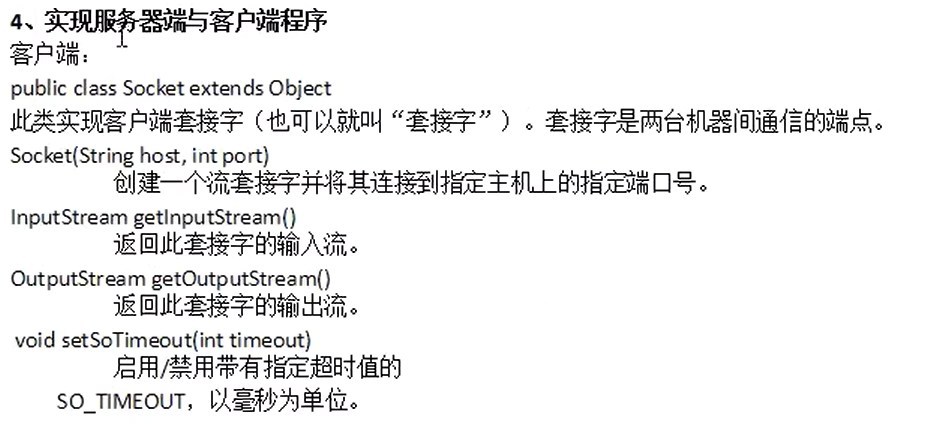 4、实现服务器端与客户端程序
客户端：
public class Socket extends Object
此类实现客户端套接字（也可以就叫“套接字”）。套接字是两台机器间通信的端点。
Socket(String host, int port)
创建一个流套接字并将其连接到指定主机上的指定端口号。
InputStream getInputStream()
返回此套接字的输入流。
OutputStream getOutputStream()
返回此套接字的输出流。
void setSoTimeout(int timeout)
启用/禁用带有指定超时值的
SO_TIMEOUT，以毫秒为单位。